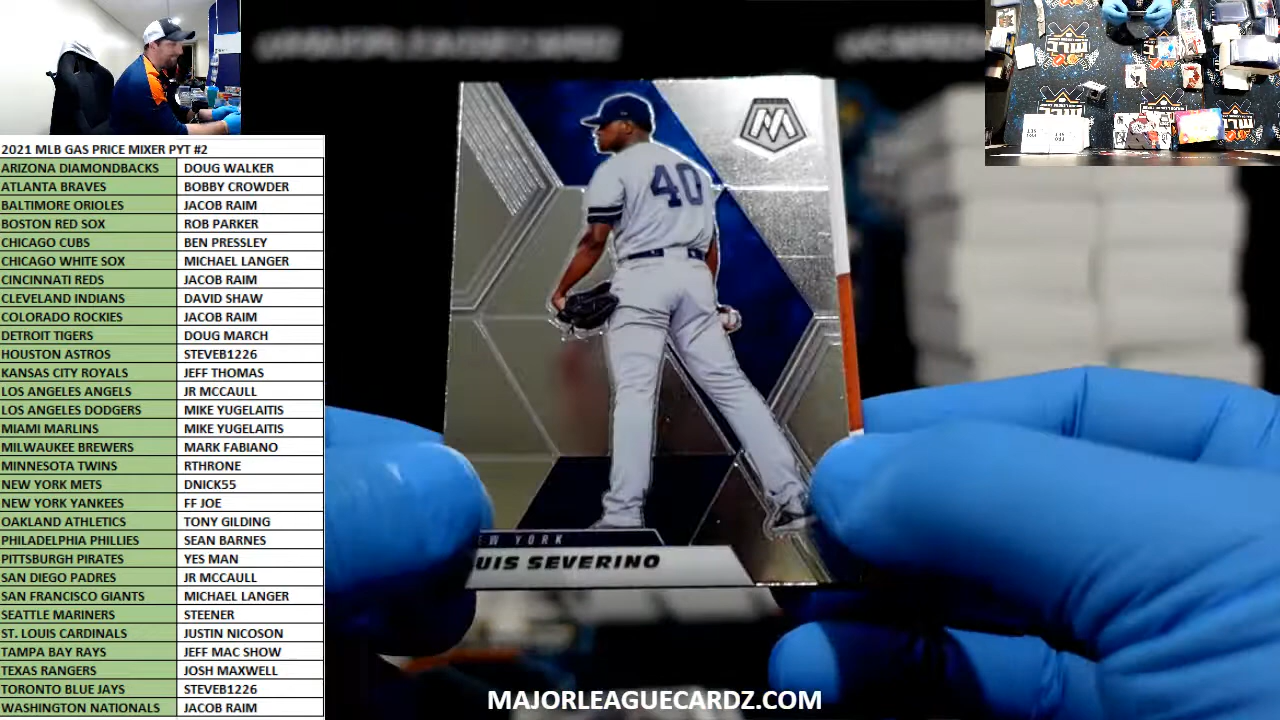 2021 MLB GAS PRICE MIXER PYT #2
ARIZONA DIAMONDBACKS DOUG WALKER
ATLANTA BRAVES BOBBY CROWDER
BALTIMORE ORIOLES JACOB RAIM
BOSTON RED SOX ROB PARKER
CHICAGO CUBS BEN PRESSLEY
CHICAGO WHITE SOX MICHAEL LANGER
CINCINNATI REDS JACOB RAIM
CLEVELAND INDIANS DAVID SHAW
COLORADO ROCKIES JACOB RAIM
DETROIT TIGERS DOUG MARCH
HOUSTON ASTROS STEVEB1226
KANSAS CITY ROYALS JEFF THOMAS
LOS ANGELES ANGELS JR MCCAULL
LOS ANGELES DODGERS MIKE YUGELAITIS
MIAMI MARLINS MIKE YUGELAITIS
MILWAUKEE BREWERS MARK FABIANO
MINNESOTA TWINS RTHRONE
NEW YORK METS DNICK55
NEW YORK YANKEES FF JOE
OAKLAND ATHLETICS TONY GILDING
PHILADELPHIA PHILLIES SEAN BARNES
PITTSBURGH PIRATES YES MAN
SAN DIEGO PADRES JR MCCAULL
SAN FRANCISCO GIANTS MICHAEL LANGER
SEATTLE MARINERS STEENER
ST. LOUIS CARDINALS JUSTIN NICOSON
TAMPA BAY RAYS JEFF MAC SHOW
TEXAS RANGERS JOSH MAXWELL
TORONTO BLUE JAYS STEVEB1226
WASHINGTON NATIONALS JACOB RAIM
M
40
EW YORK
UIS SEVERINO
MAJORLEAGUECARDZ.COM